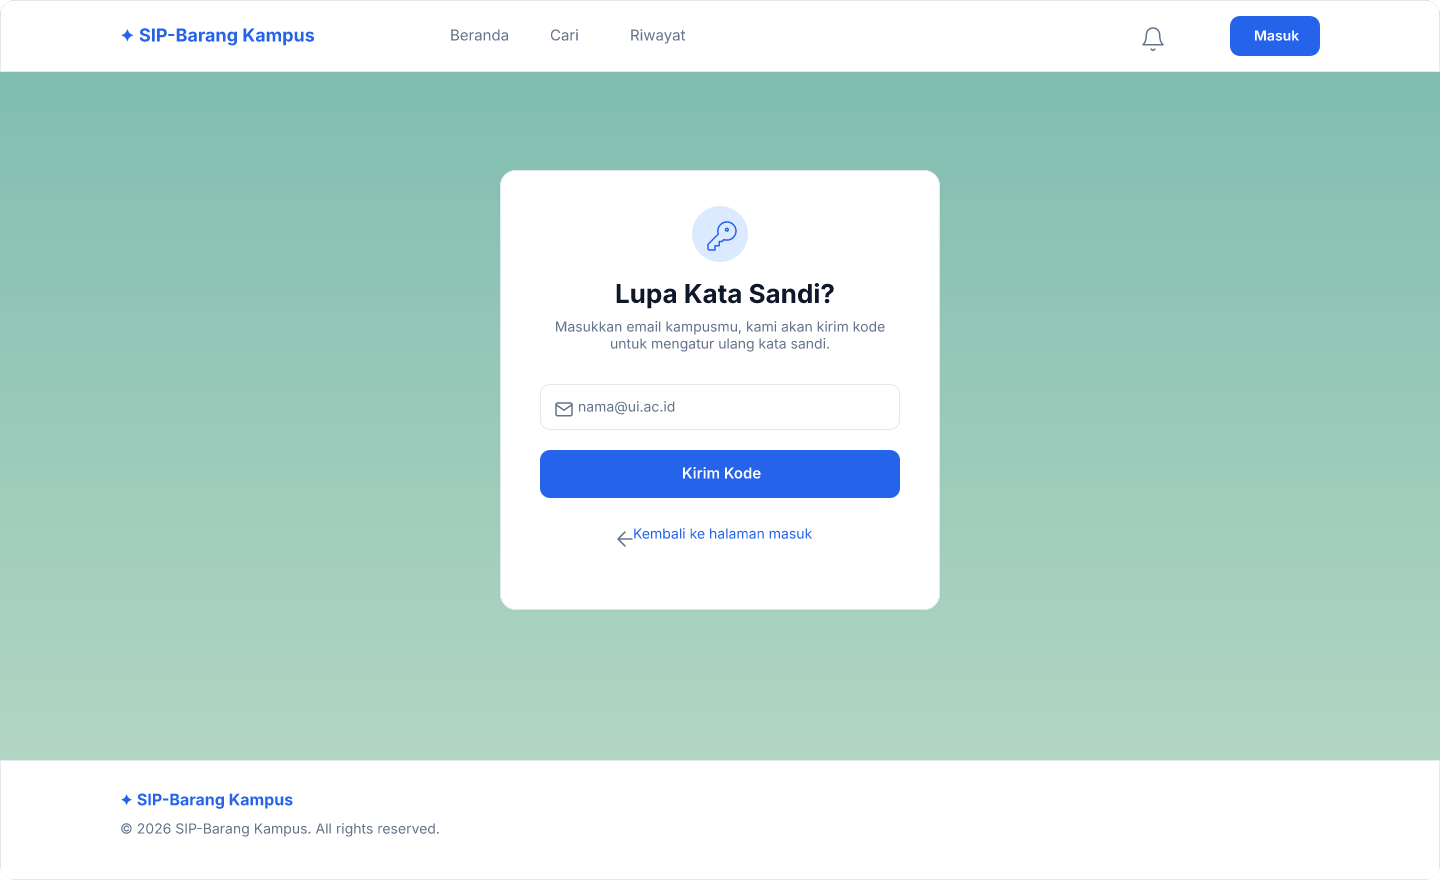 ✦ SIP-Barang Kampus
Beranda
Cari
Riwayat
Masuk
Lupa Kata Sandi?
Masukkan email kampusmu, kami akan kirim kode
untuk mengatur ulang kata sandi.
nama@ui.ac.id
Kirim Kode
Kembali ke halaman masuk
✦ SIP-Barang Kampus
© 2026 SIP-Barang Kampus. All rights reserved.